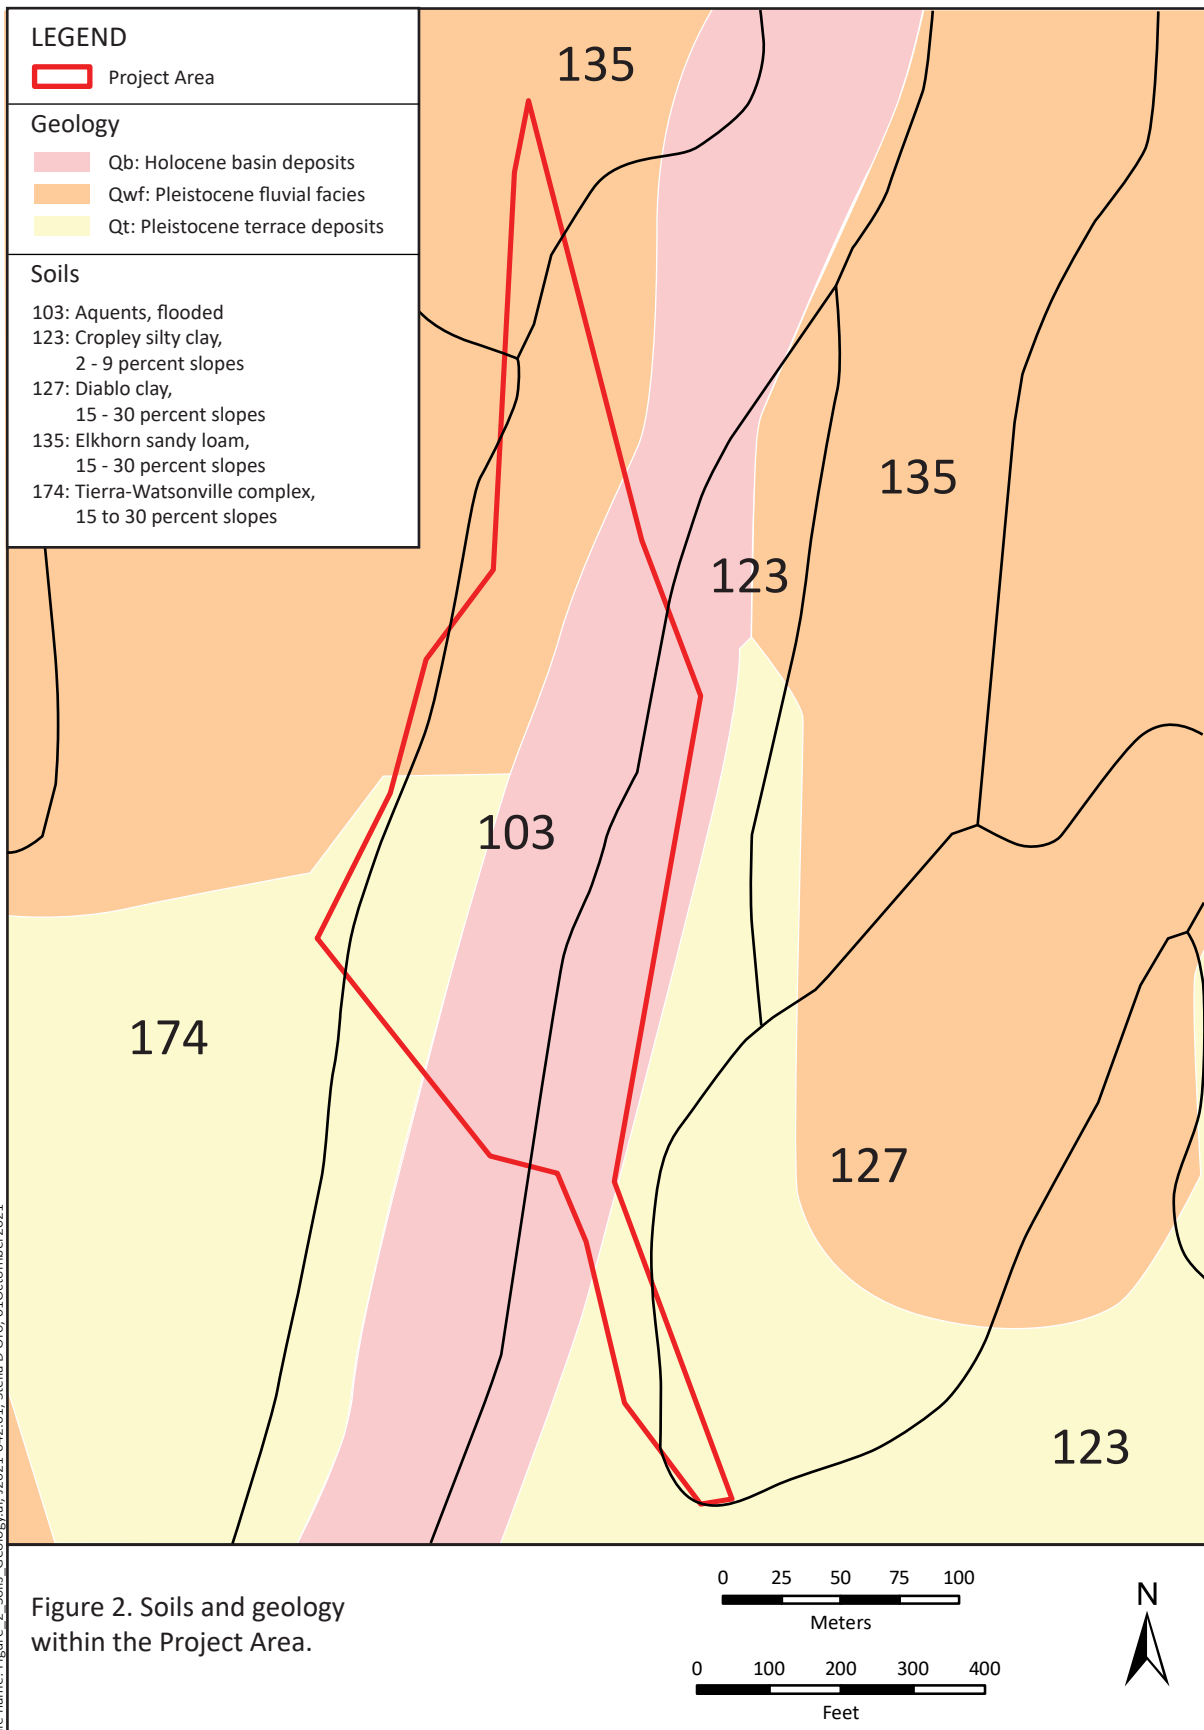 LEGEND
Project Area
Geology
Qb: Holocene basin deposits
Qwf: Pleistocene fluvial facies
Qt: Pleistocene terrace deposits
Soils
103: Aquents, flooded
123: Cropley silty clay,
2 - 9 percent slopes
127: Diablo clay,
15 - 30 percent slopes
135: Elkhorn sandy loam,
15 - 30 percent slopes
174: Tierra-Watsonville complex,
15 to 30 percent slopes
135
135
123
103
174
127
123
Figure 2. Soils and geology
within the Project Area.
0 25 50 75 100
Meters
0 100 200 300 400
Feet
N